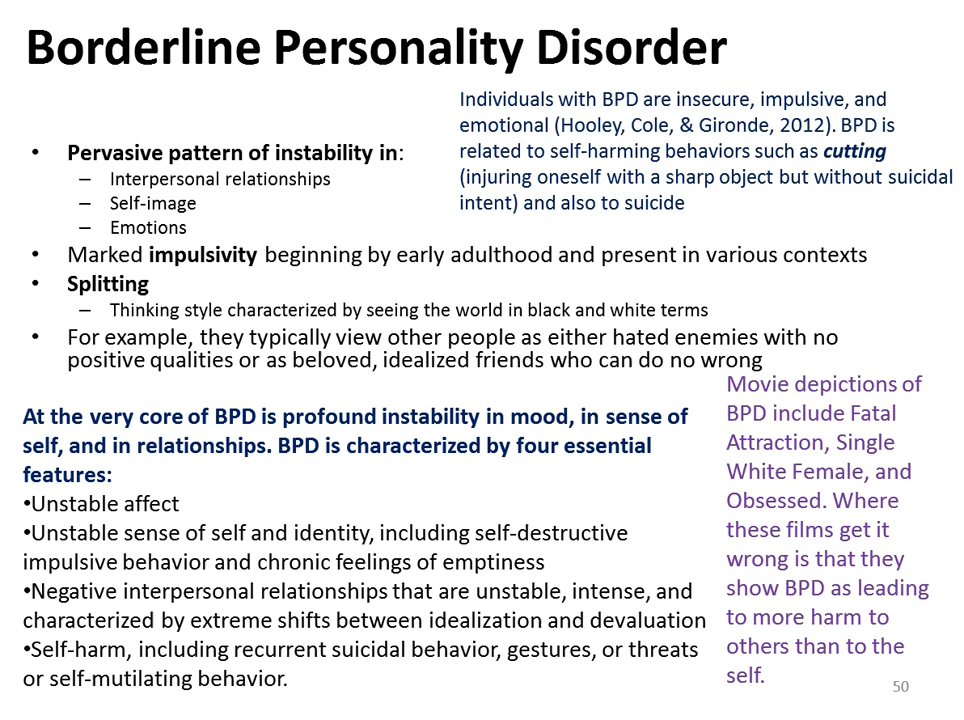 Borderline Personality Disorder
Individuals with BPD are insecure, impulsive, and
emotional (Hooley, Cole, & Gironde, 2012). BPD is
related to self-harming behaviors such as cutting
(injuring oneself with a sharp object but without suicidal
intent) and also to suicide
• Pervasive pattern of instability in:
– Interpersonal relationships
– Self-image
– Emotions
• Marked impulsivity beginning by early adulthood and present in various contexts
• Splitting
– Thinking style characterized by seeing the world in black and white terms
• For example, they typically view other people as either hated enemies with no
positive qualities or as beloved, idealized friends who can do no wrong
At the very core of BPD is profound instability in mood, in sense of
self, and in relationships. BPD is characterized by four essential
features:
•Unstable affect
•Unstable sense of self and identity, including self-destructive
impulsive behavior and chronic feelings of emptiness
•Negative interpersonal relationships that are unstable, intense, and
characterized by extreme shifts between idealization and devaluation
•Self-harm, including recurrent suicidal behavior, gestures, or threats
or self-mutilating behavior.
Movie depictions of
BPD include Fatal
Attraction, Single
White Female, and
Obsessed. Where
these films get it
wrong is that they
show BPD as leading
to more harm to
others than to the
self.
50